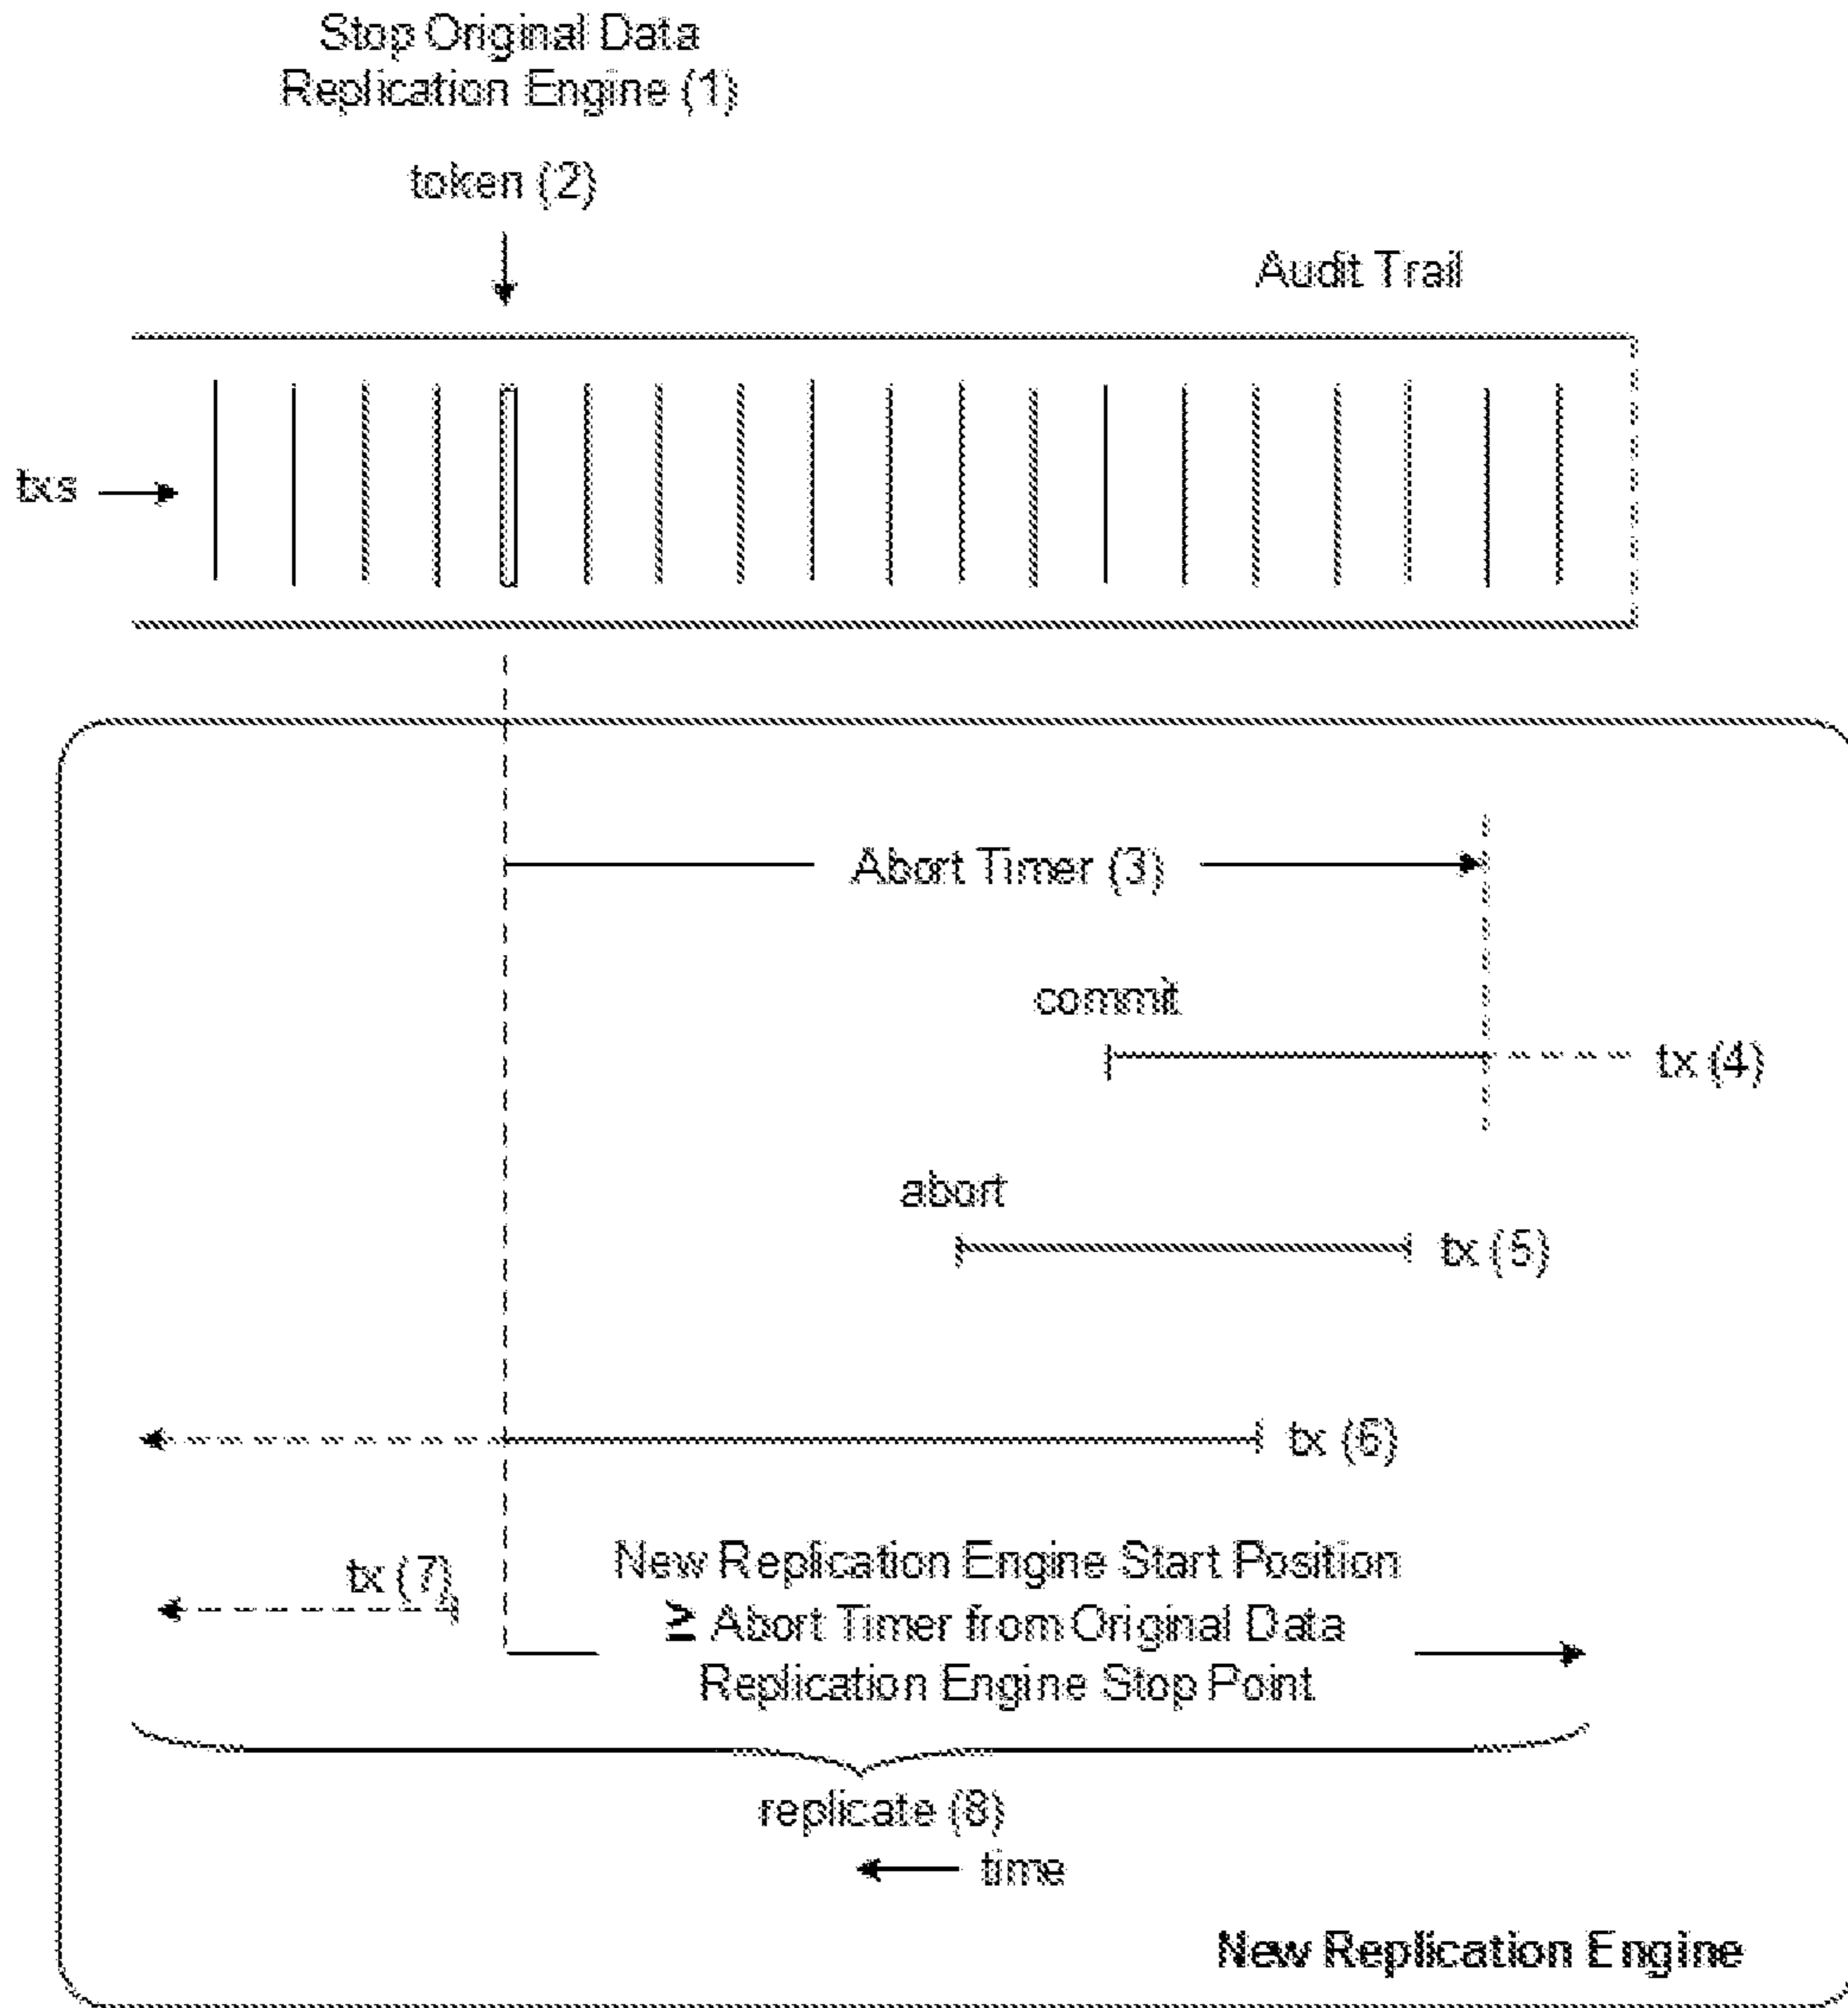 Stop Original Data
Replication Engine (1)
token (2)
Audit Trail
txs
Abort Timer (3)
commit
tx (4)
abort
tx (5)
tx (6)
tx (7)
New Replication Engine Start Position
≥ Abort Timer from Original Data
Replication Engine Stop Point
replicate (8)
time
New Replication Engine